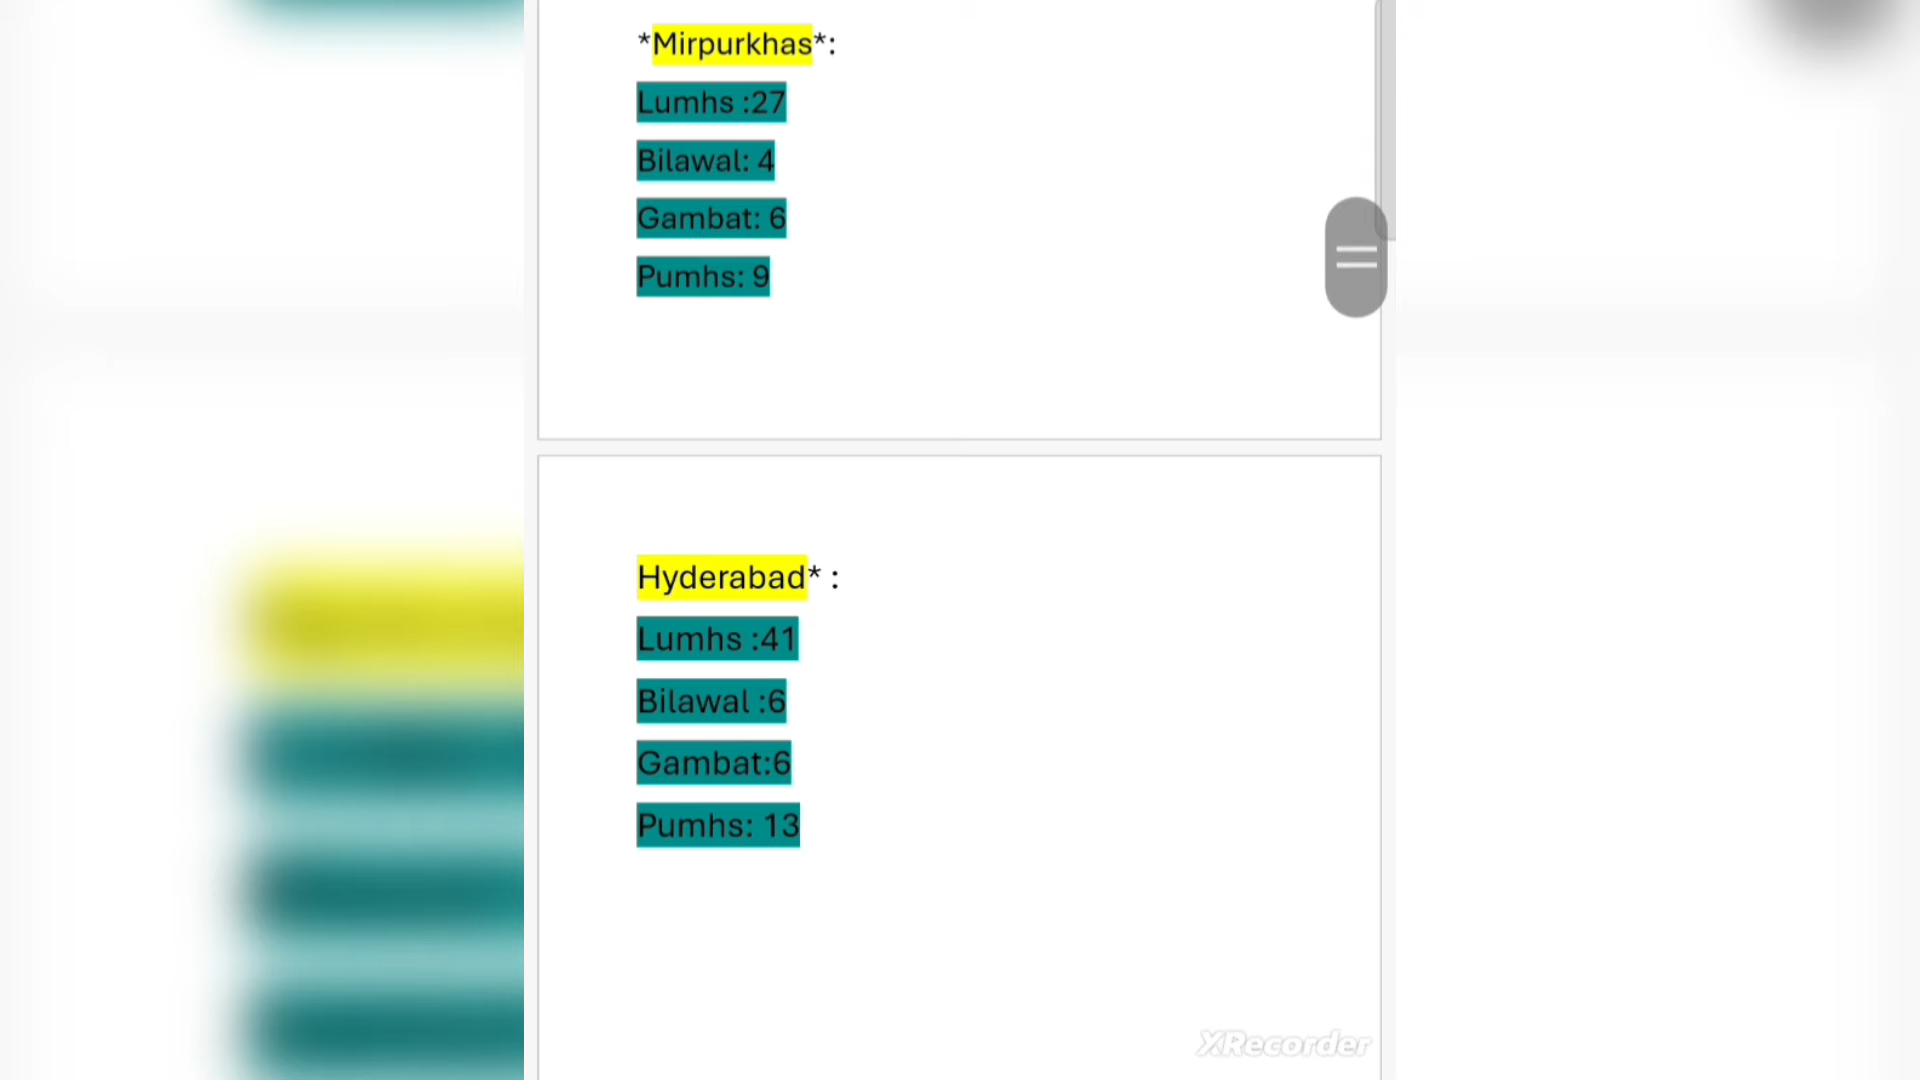 *Mirpurkhas*:
Lumhs :27
Bilawal: 4
Gambat: 6
Pumhs: 9
Hyderabad* :
Lumhs :41
Bilawal :6
Gambat:6
Pumhs: 13
XRecorder